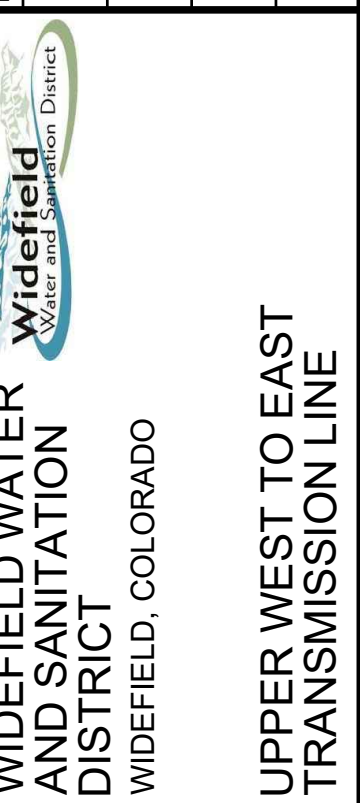 WIDEFIELD WATER
AND SANITATION
DISTRICT
WIDEFIELD, COLORADO
Widefield
Water and Sanitation District
UPPER WEST TO EAST
TRANSMISSION LINE